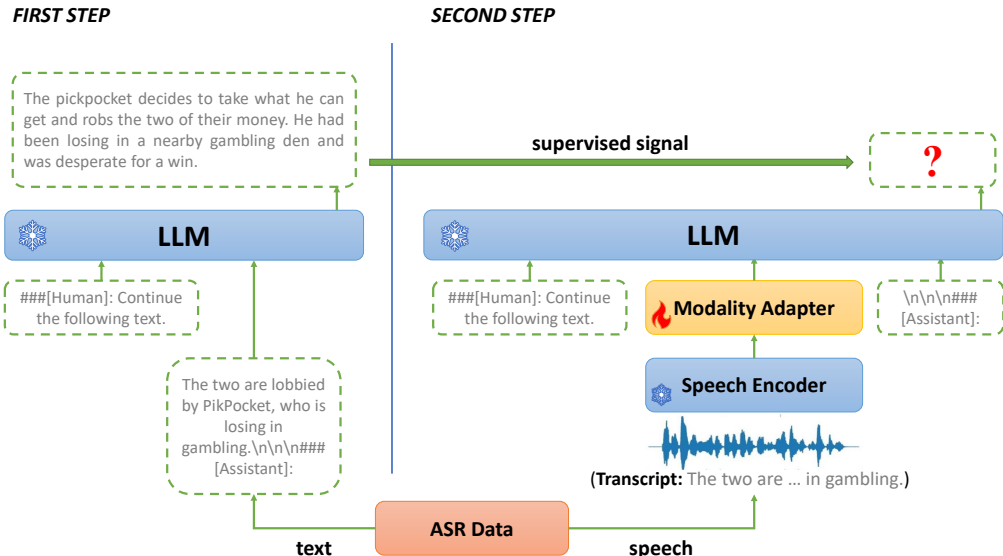 FIRST STEP
SECOND STEP
The pickpocket decides to take what he can
get and robs the two of their money. He had
been losing in a nearby gambling den and
was desperate for a win.
supervised signal
?
LLM
LLM
###[Human]: Continue
the following text.
###[Human]: Continue
the following text.
Modality Adapter
\n\n\n###
[Assistant]:
The two are lobbied
by PikPocket, who is
losing in
gambling.\n\n\n###
[Assistant]:
Speech Encoder
(Transcript: The two are ... in gambling.)
ASR Data
text
speech